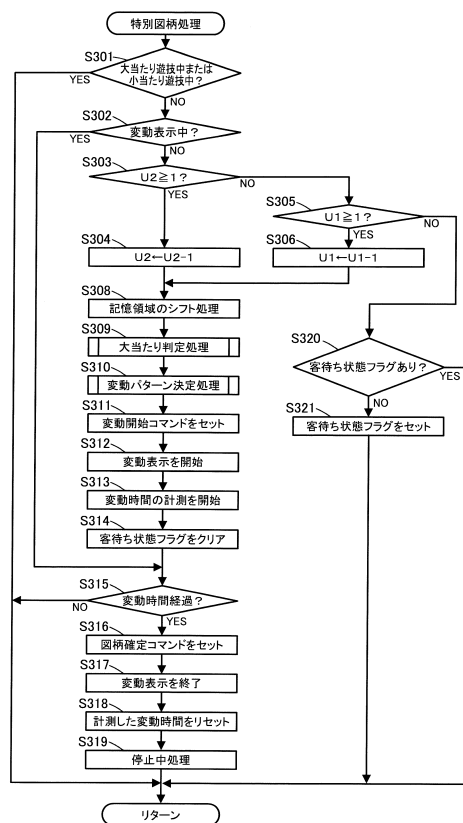 特別図柄処理
S301
大当たり遊技中または
小当たり遊技中？
YES
NO
S302
変動表示中？
YES
NO
S303
U2≧1？
NO
YES
S305
U1≧1？
NO
YES
S304
U2←U2-1
S306
U1←U1-1
S308
記憶領域のシフト処理
S309
大当たり判定処理
S310
変動パターン決定処理
S311
変動開始コマンドをセット
S312
変動表示を開始
S313
変動時間の計測を開始
S314
客待ち状態フラグをクリア
S320
客待ち状態フラグあり？
YES
NO
S321
客待ち状態フラグをセット
S315
変動時間経過？
NO
YES
S316
図柄確定コマンドをセット
S317
変動表示を終了
S318
計測した変動時間をリセット
S319
停止中処理
リターン